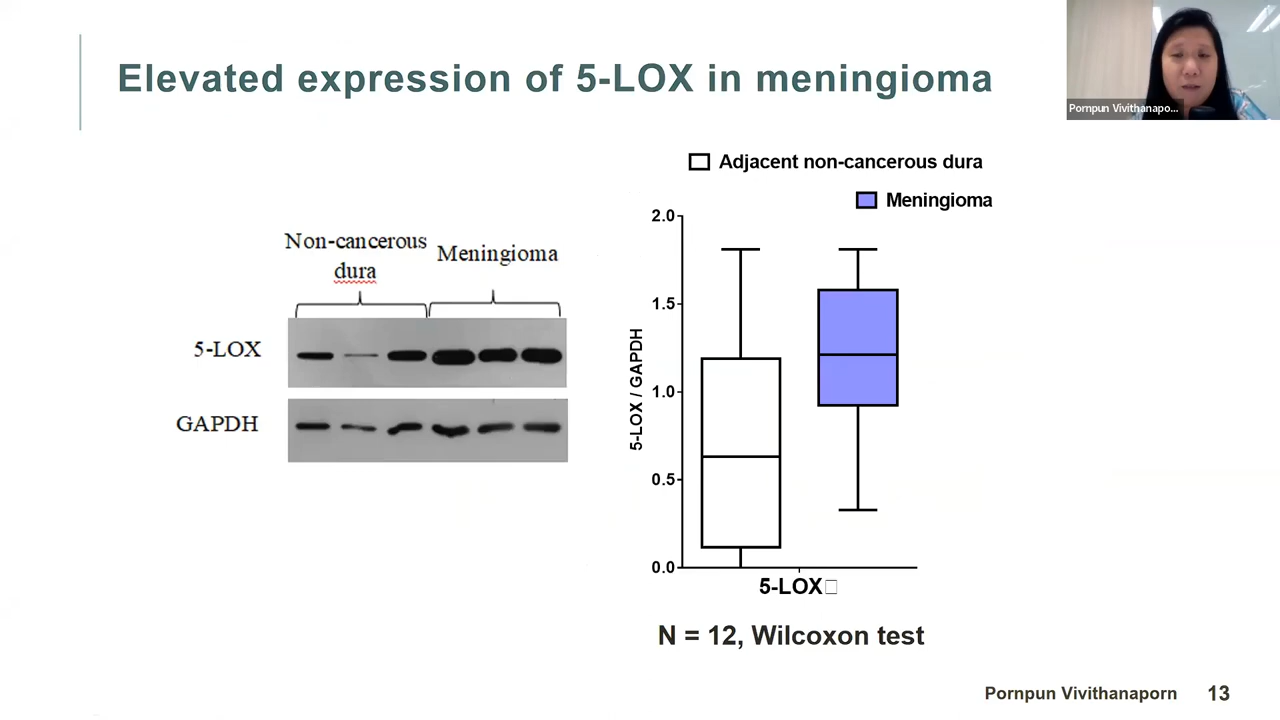 Elevated expression of 5-LOX in meningioma
Pornpun Vivithanapo...
Non-cancerous
dura
Meningioma
5-LOX
GAPDH
Adjacent non-cancerous dura
Meningioma
5-LOX / GAPDH
2.0
1.5
1.0
0.5
0.0
5-LOX□
N = 12, Wilcoxon test
Pornpun Vivithanaporn 13